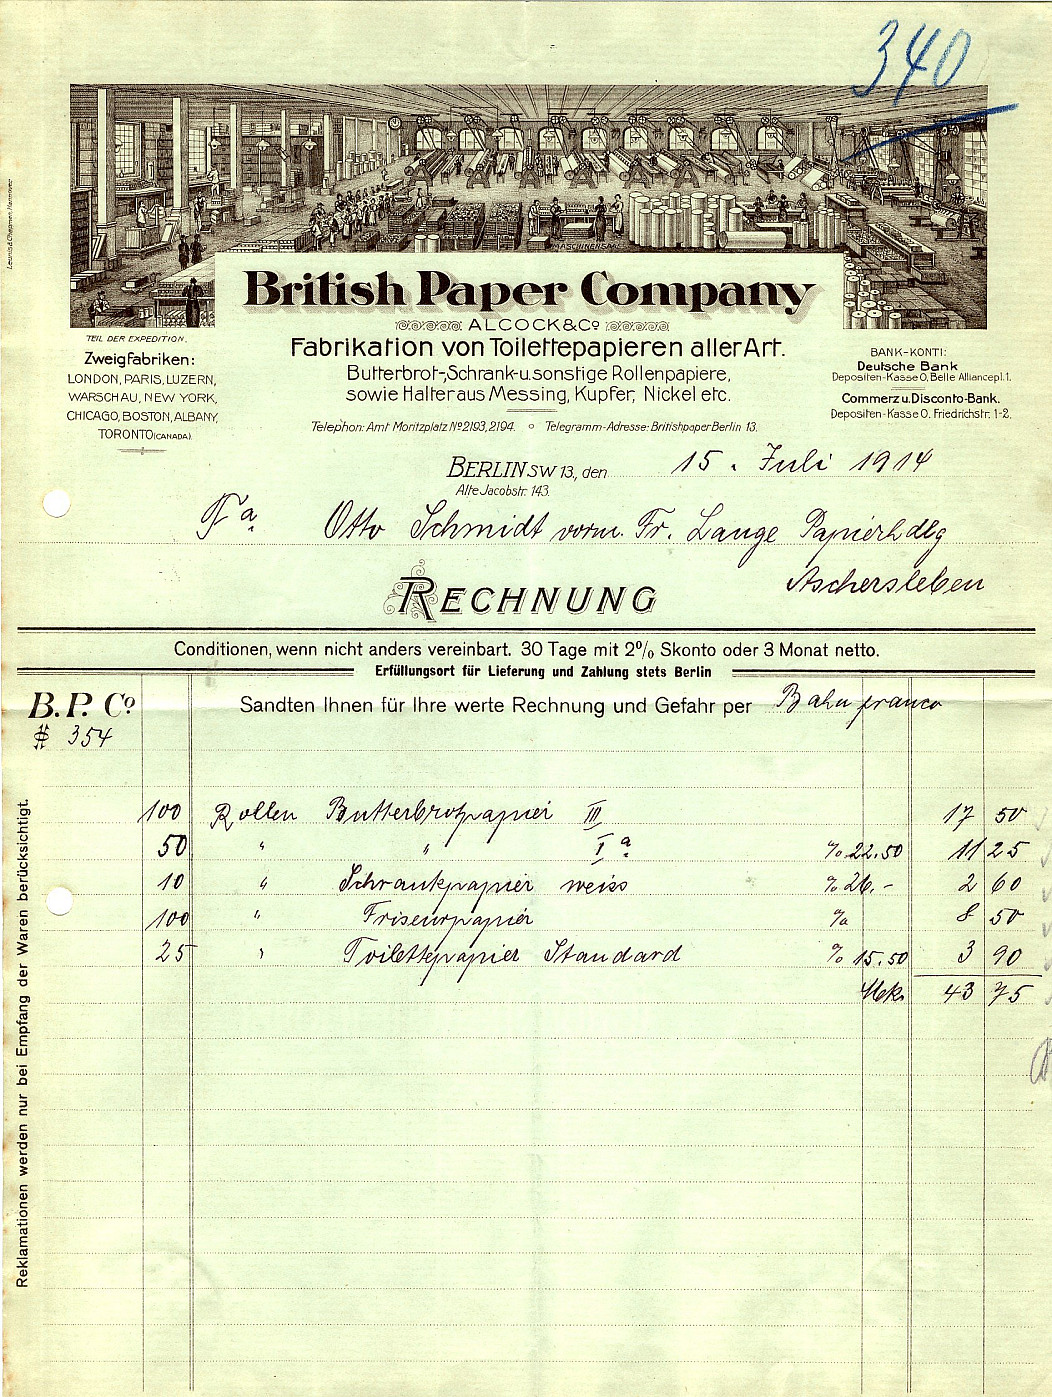 340
Leunis & Chapman, Hannover.
MASCHINENSAAL
British Paper Company
ALCOCK & Co
Fabrikation von Toilettepapieren aller Art.
Butterbrot-, Schrank- u. sonstige Rollenpapiere,
sowie Halter aus Messing, Kupfer, Nickel etc.
Telephon: Amt Moritzplatz No 2193, 2194. ○ Telegramm-Adresse: Britishpaper Berlin 13.
TEIL DER EXPEDITION.
Zweigfabriken:
LONDON, PARIS, LUZERN,
WARSCHAU, NEW YORK,
CHICAGO, BOSTON, ALBANY,
TORONTO (CANADA).
BANK-KONTI:
Deutsche Bank
Depositen-Kasse O, Belle Alliancepl. 1.
Commerz u. Disconto-Bank.
Depositen-Kasse O. Friedrichstr. 1-2.
BERLIN SW 13, den 15. Juli 1914
Alte Jacobstr. 143.
Fa. Otto Schmidt vorm. Fr. Lange Papierhdlg
Aschersleben
RECHNUNG
Conditionen, wenn nicht anders vereinbart. 30 Tage mit 2% Skonto oder 3 Monat netto.
Erfüllungsort für Lieferung und Zahlung stets Berlin
B. P. Co
# 354
Sandten Ihnen für Ihre werte Rechnung und Gefahr per Bahn franco
100 Rollen Butterbrotpapier III 17 50
50 " " Ia. % 22.50 11 25
10 " Schrankpapier weiss % 26.- 2 60
100 " Friseurpapier % 8 50
25 " Toilettepapier Standard % 15.50 3 90
Mk. 43 75
Reklamationen werden nur bei Empfang der Waren berücksichtigt.